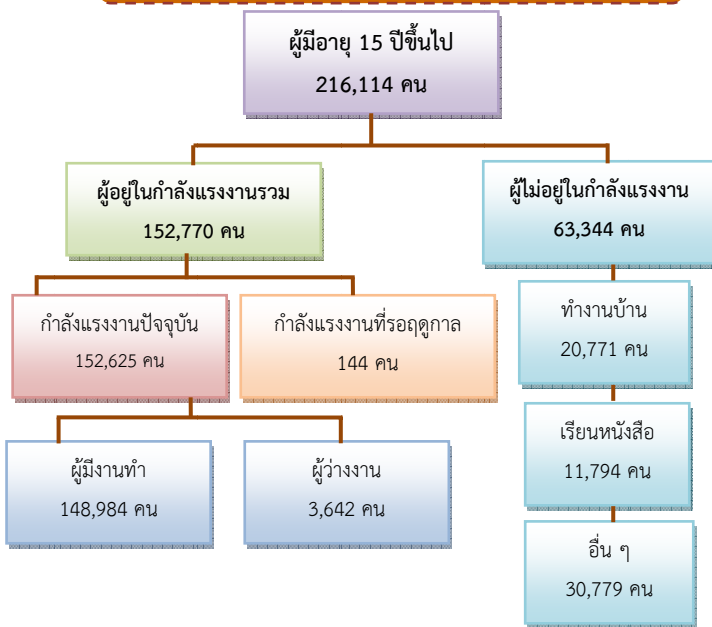 ผู้มีอายุ 15 ปีขึ้นไป
216,114 คน
ผู้อยู่ในกำลังแรงงานรวม
152,770 คน
ผู้ไม่อยู่ในกำลังแรงงาน
63,344 คน
กำลังแรงงานปัจจุบัน
152,625 คน
กำลังแรงงานที่รอฤดูกาล
144 คน
ทำงานบ้าน
20,771 คน
ผู้มีงานทำ
148,984 คน
ผู้ว่างงาน
3,642 คน
เรียนหนังสือ
11,794 คน
อื่น ๆ
30,779 คน